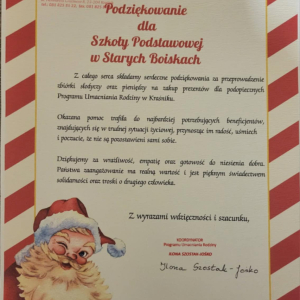 Podziękowanie
dla
Szkoły Podstawowej
w Starych Boiskach
Z całego serca składamy serdeczne podziękowania za przeprowadzenie
zbiórki słodyczy oraz pieniędzy na zakup prezentów dla podopiecznych
Programu Umacniania Rodziny w Kraśniku.
Okazana pomoc trafiła do najbardziej potrzebujących beneficjentów,
znajdujących się w trudnej sytuacji życiowej, przynosząc im radość, uśmiech
i poczucie, że nie są pozostawieni sami sobie.
Dziękujemy za wrażliwość, empatię oraz gotowość do niesienia dobra.
Państwa zaangażowanie ma realną wartość i jest pięknym świadectwem
solidarności oraz troski o drugiego człowieka.
Z wyrazami wdzięczności i szacunku,
KOORDYNATOR
Programu Umacniania Rodziny
ILONA SZOSTAK-JOŚKO
Ilona Szostak-Jośko